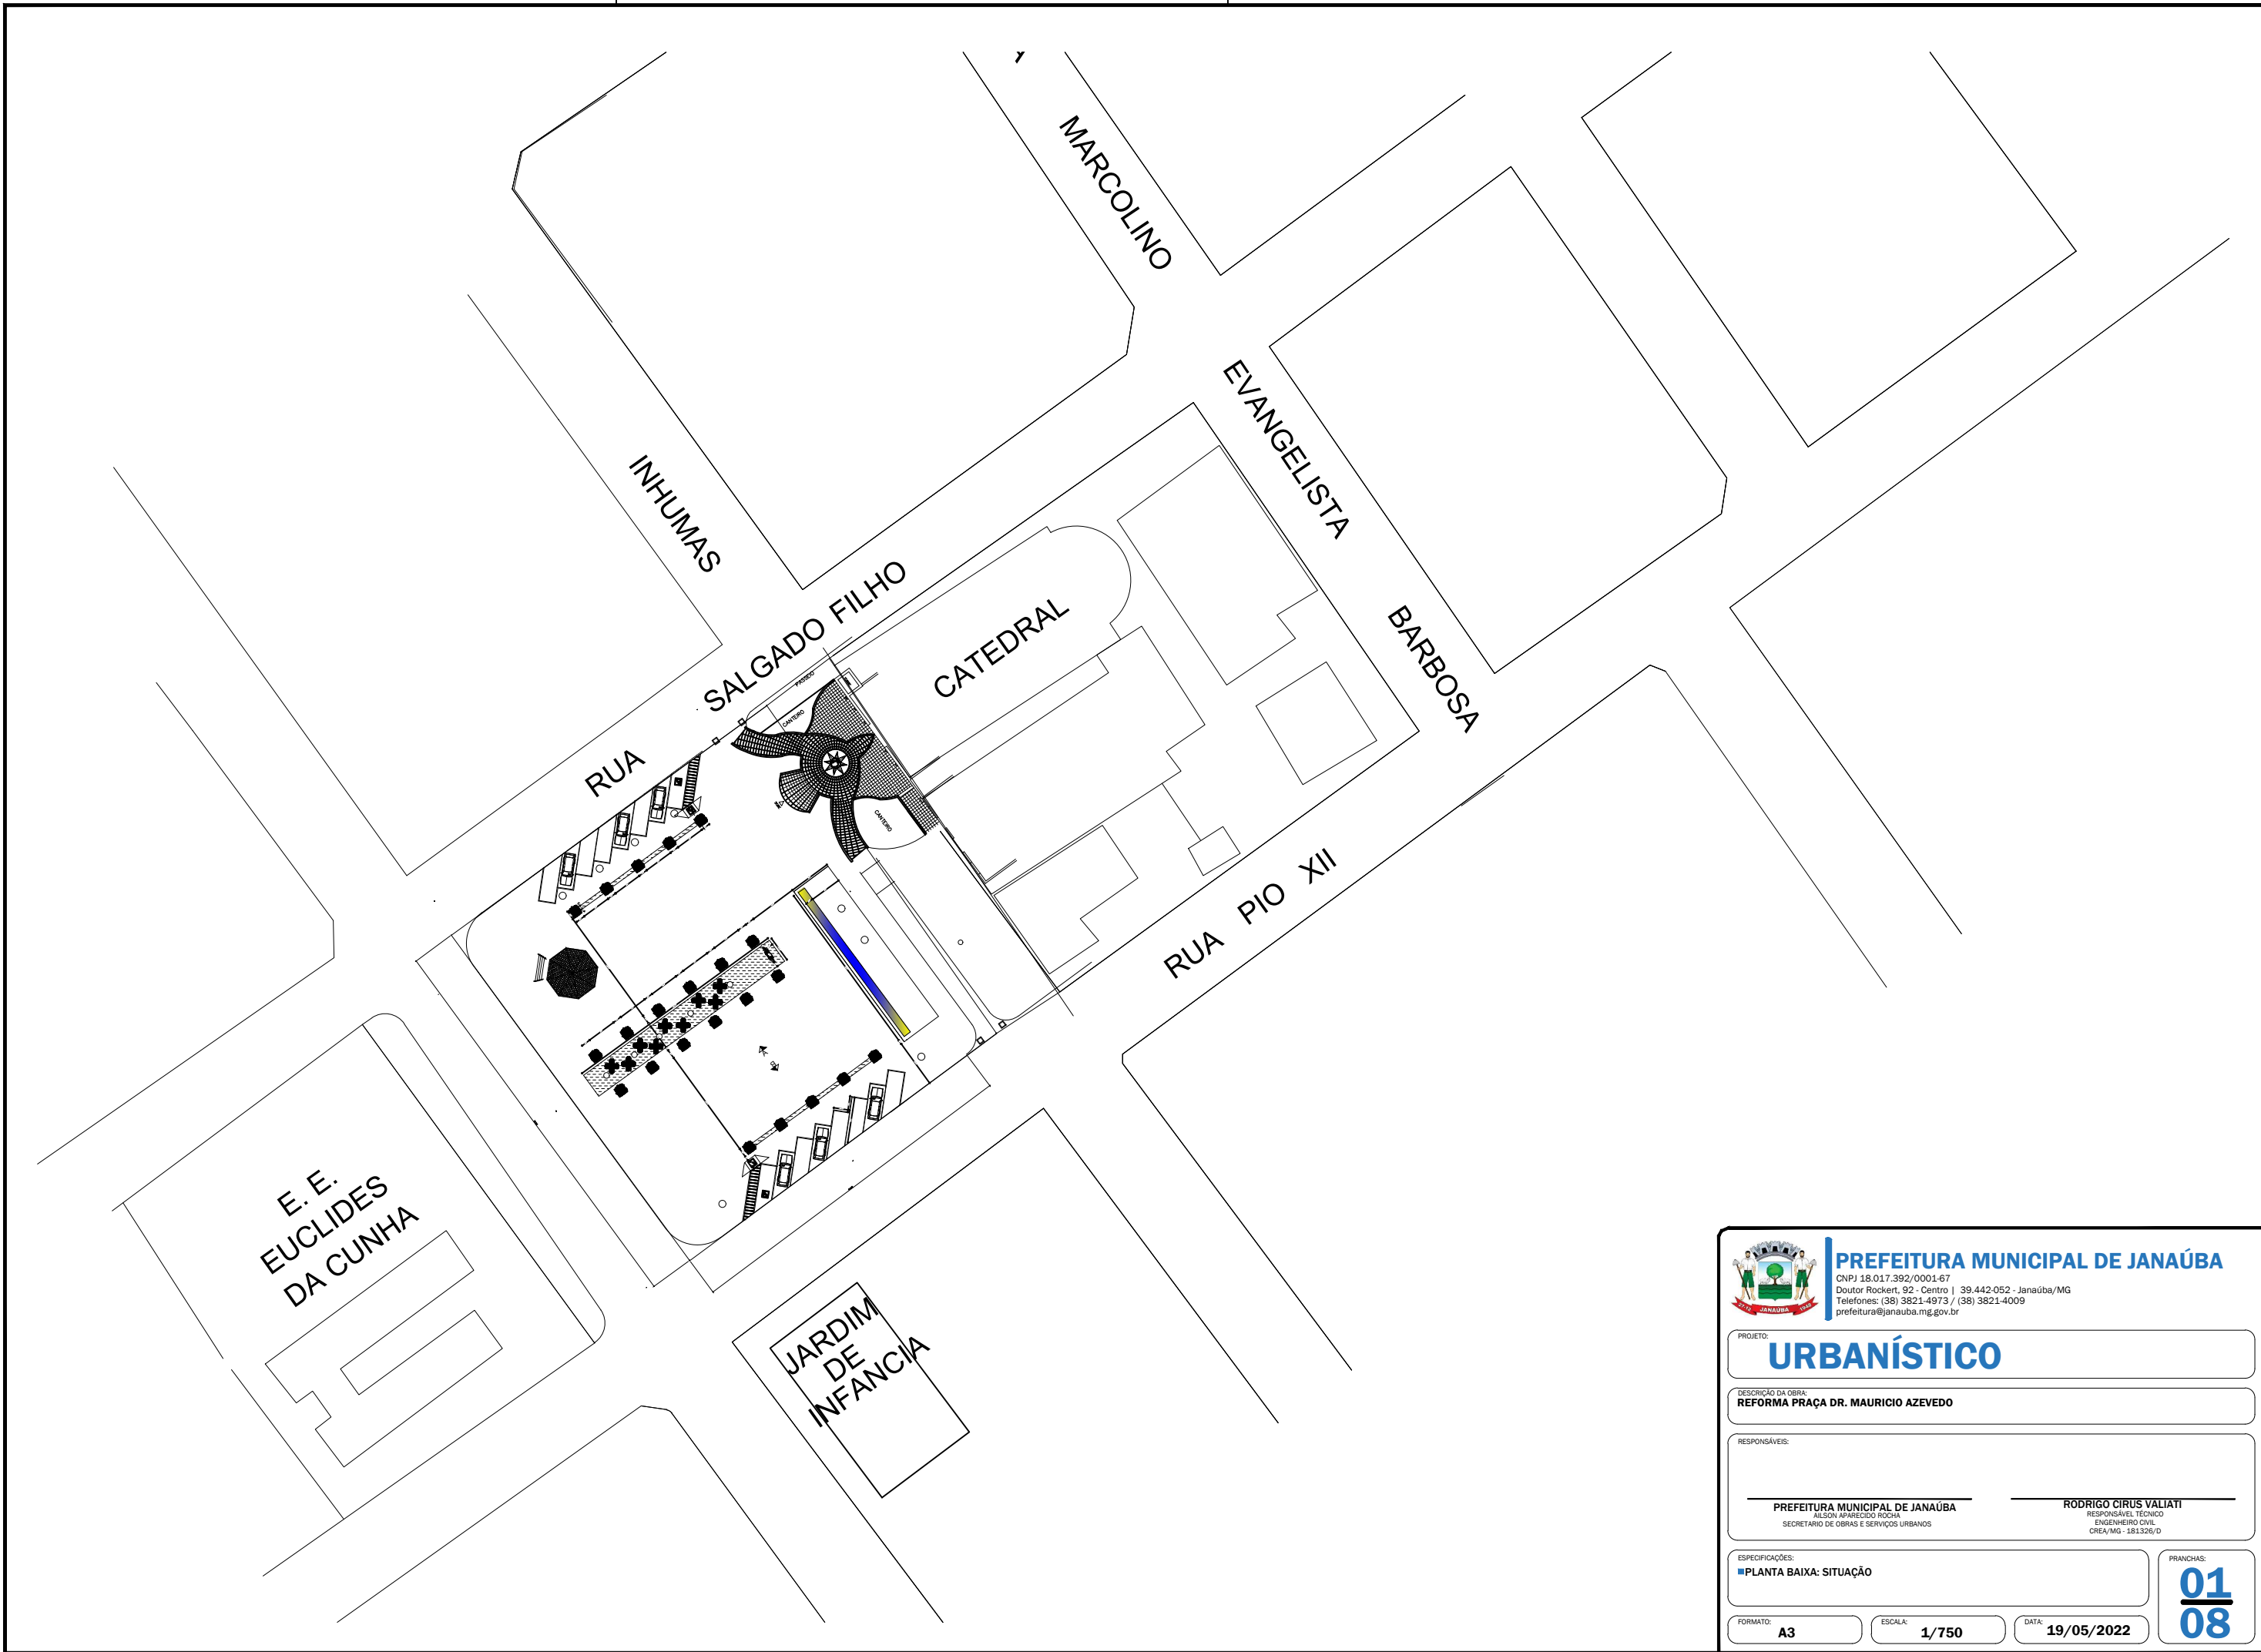 MARCOLINO
EVANGELISTA
BARBOSA
INHUMAS
RUA SALGADO FILHO
CATEDRAL
PASSEIO
CANTEIRO
CANTEIRO
RUA PIO XII
E. E.
EUCLIDES
DA CUNHA
JARDIM
DE
INFANCIA
PREFEITURA MUNICIPAL DE JANAÚBA
CNPJ 18.017.392/0001-67
Doutor Rockert, 92 - Centro | 39.442-052 - Janaúba/MG
Telefones: (38) 3821-4973 / (38) 3821-4009
prefeitura@janauba.mg.gov.br
JANAÚBA
PROJETO:
URBANÍSTICO
DESCRIÇÃO DA OBRA:
REFORMA PRAÇA DR. MAURICIO AZEVEDO
RESPONSÁVEIS:
PREFEITURA MUNICIPAL DE JANAÚBA
AILSON APARECIDO ROCHA
SECRETARIO DE OBRAS E SERVIÇOS URBANOS
RODRIGO CIRUS VALIATI
RESPONSÁVEL TÉCNICO
ENGENHEIRO CIVIL
CREA/MG - 181326/D
ESPECIFICAÇÕES:
PLANTA BAIXA: SITUAÇÃO
PRANCHAS:
01
08
FORMATO:
A3
ESCALA:
1/750
DATA:
19/05/2022